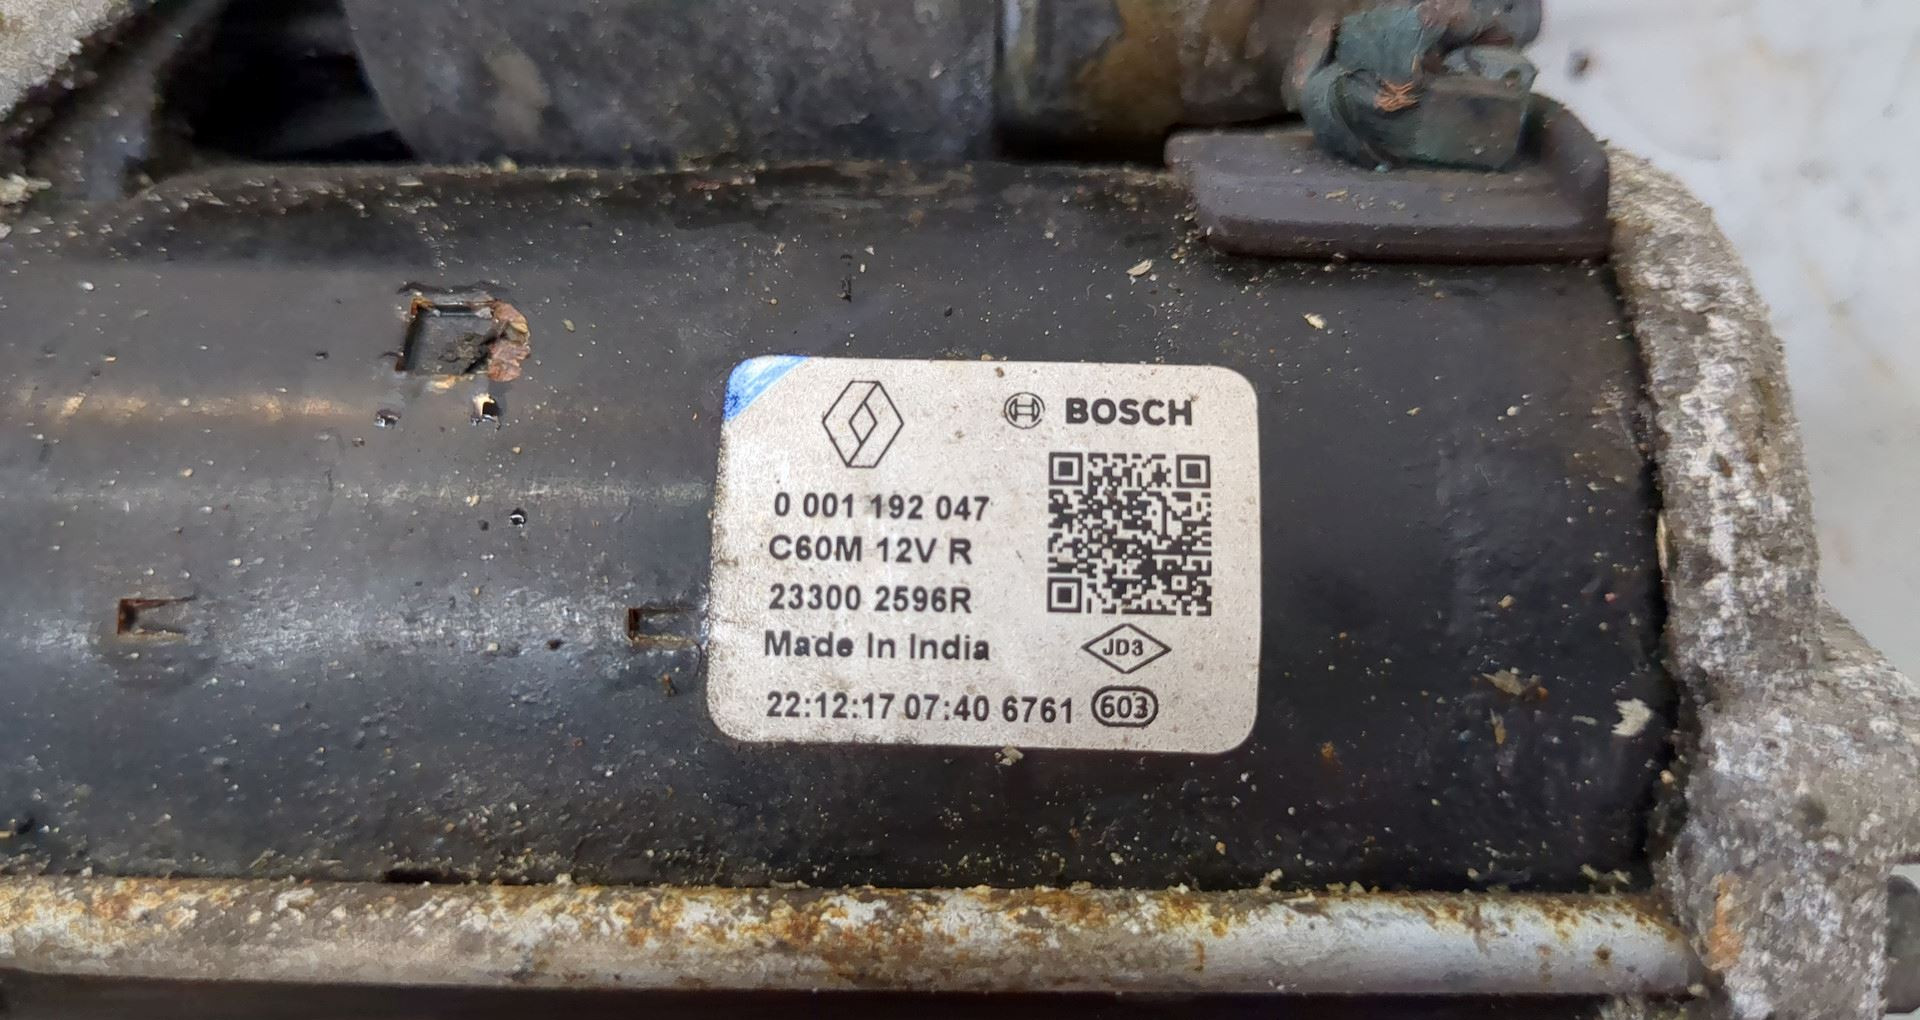 BOSCH
0 001 192 047
C60M 12V R
23300 2596R
Made In India
JD3
22:12:17 07:40 6761 603